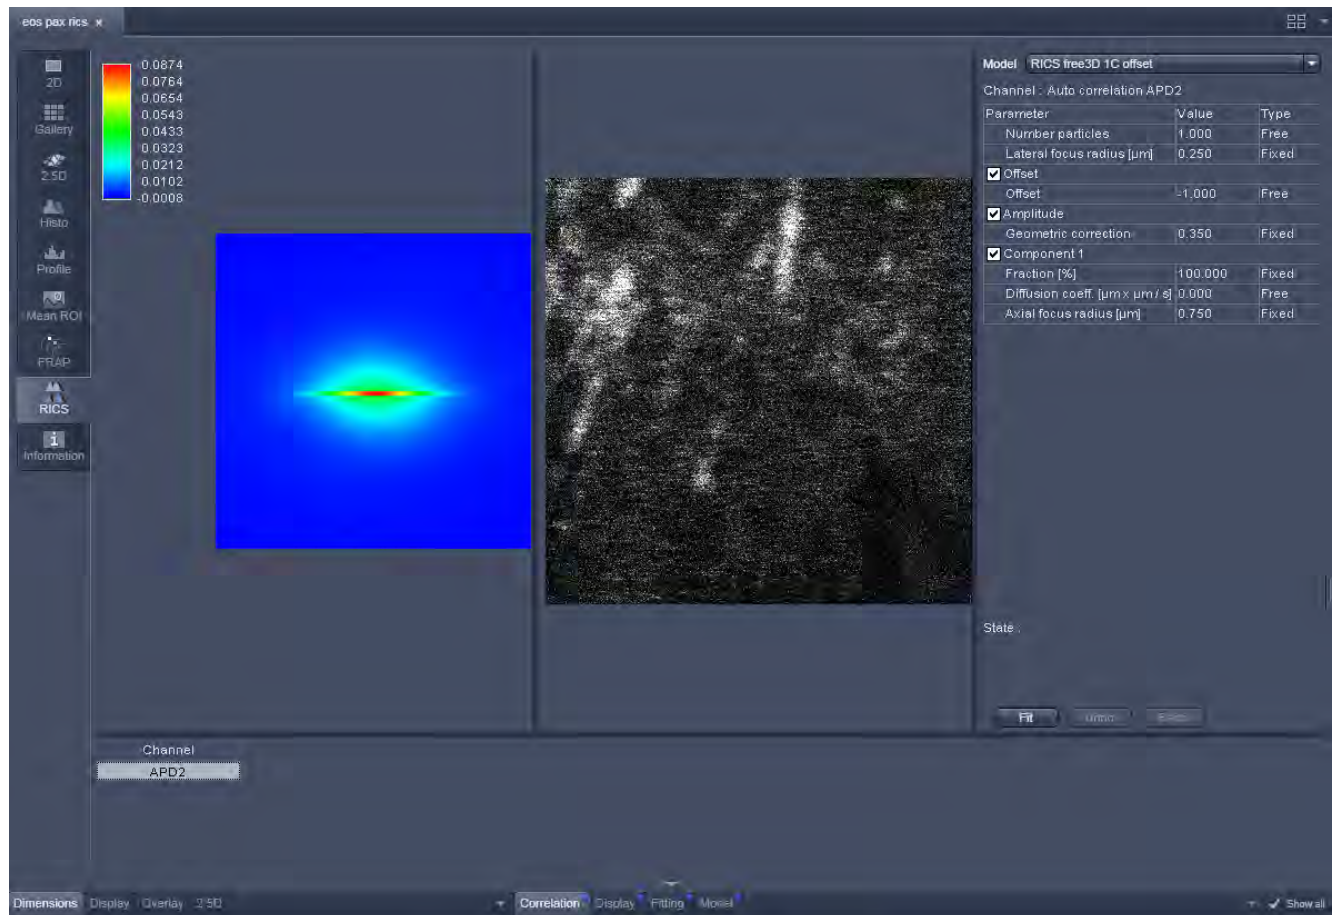 eos pax rics ×
2D
Gallery
2.5D
Histo
Profile
Mean ROI
FRAP
RICS
Information
0.0874
0.0764
0.0654
0.0543
0.0433
0.0323
0.0212
0.0102
-0.0008
Model RICS free3D 1C offset
Channel : Auto correlation APD2
Parameter Value Type
Number particles 1.000 Free
Lateral focus radius [µm] 0.250 Fixed
Offset
Offset -1.000 Free
Amplitude
Geometric correction 0.350 Fixed
Component 1
Fraction [%] 100.000 Fixed
Diffusion coeff. [µm x µm / s] 0.000 Free
Axial focus radius [µm] 0.750 Fixed
State :
Fit Undo
Channel
APD2
Dimensions Display Overlay 2.5D
Correlation Display Fitting Model
Show all